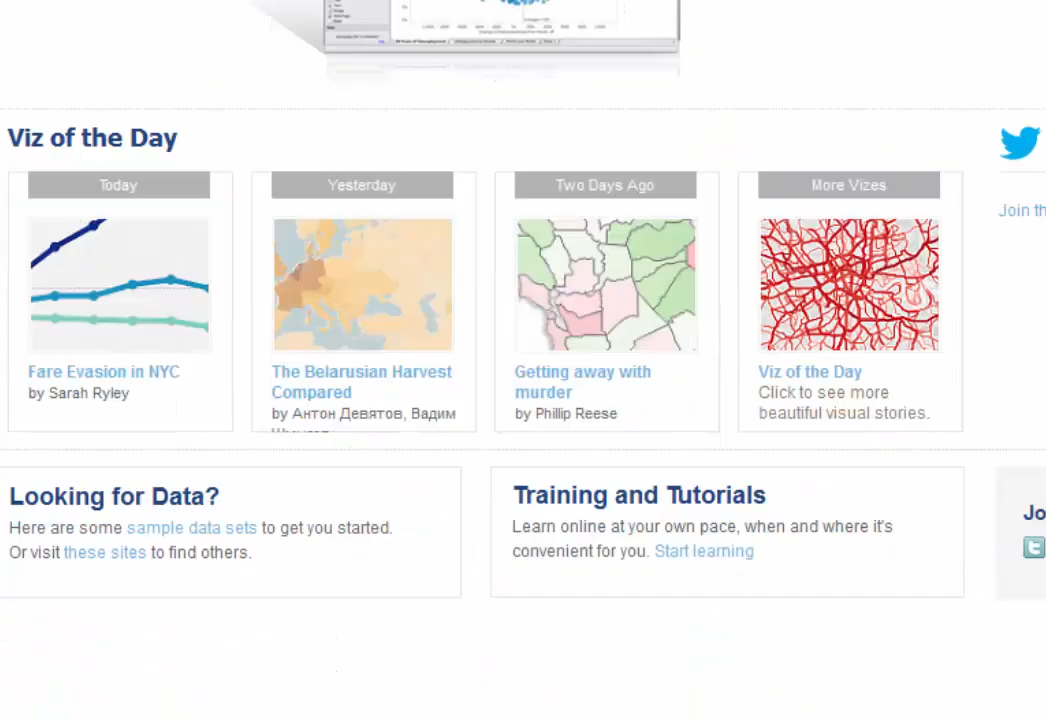 Viz of the Day
Today
Yesterday
Two Days Ago
More Vizes
Join th
Fare Evasion in NYC
by Sarah Ryley
The Belarusian Harvest
Compared
by Антон Девятов, Вадим
Getting away with
murder
by Phillip Reese
Viz of the Day
Click to see more
beautiful visual stories.
Looking for Data?
Here are some sample data sets to get you started.
Or visit these sites to find others.
Training and Tutorials
Learn online at your own pace, when and where it's
convenient for you. Start learning
Jo